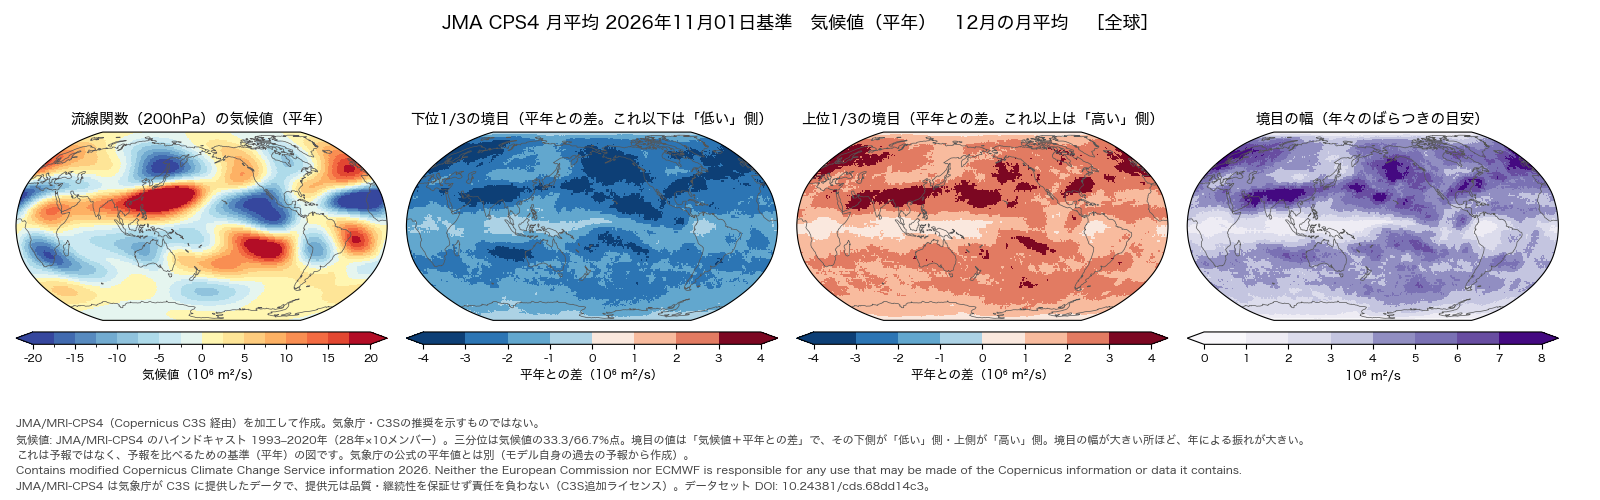 JMA CPS4 月平均 2026年11月01日基準　気候値（平年）　12月の月平均　［全球］
流線関数（200hPa）の気候値（平年）
下位1/3の境目（平年との差。これ以下は「低い」側）
上位1/3の境目（平年との差。これ以上は「高い」側）
境目の幅（年々のばらつきの目安）
-20 -15 -10 -5 0 5 10 15 20
-4 -3 -2 -1 0 1 2 3 4
-4 -3 -2 -1 0 1 2 3 4
0 1 2 3 4 5 6 7 8
気候値（10⁶ m²/s）
平年との差（10⁶ m²/s）
平年との差（10⁶ m²/s）
10⁶ m²/s
JMA/MRI-CPS4（Copernicus C3S 経由）を加工して作成。気象庁・C3Sの推奨を示すものではない。
気候値: JMA/MRI-CPS4 のハインドキャスト 1993–2020年（28年×10メンバー）。三分位は気候値の33.3/66.7%点。境目の値は「気候値＋平年との差」で、その下側が「低い」側・上側が「高い」側。境目の幅が大きい所ほど、年による振れが大きい。
これは予報ではなく、予報を比べるための基準（平年）の図です。気象庁の公式の平年値とは別（モデル自身の過去の予報から作成）。
Contains modified Copernicus Climate Change Service information 2026. Neither the European Commission nor ECMWF is responsible for any use that may be made of the Copernicus information or data it contains.
JMA/MRI-CPS4 は気象庁が C3S に提供したデータで、提供元は品質・継続性を保証せず責任を負わない（C3S追加ライセンス）。データセット DOI: 10.24381/cds.68dd14c3。